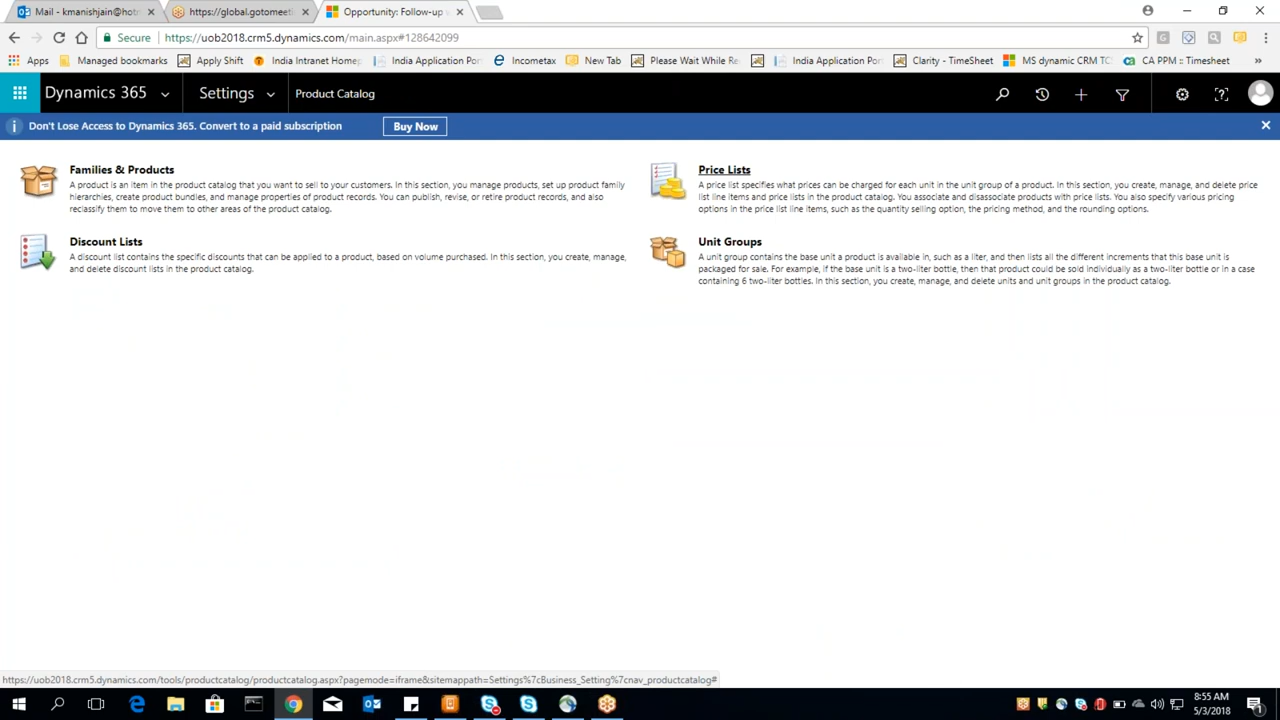 Mail - kmanishjain@hotm
https://global.gotomeeti
Opportunity: Follow-up w
Secure
https://uob2018.crm5.dynamics.com/main.aspx#128642099
Apps
Managed bookmarks
Apply Shift
India Intranet Home
India Application Port
Incometax
New Tab
Please Wait While Re
India Application Port
Clarity - TimeSheet
MS dynamic CRM TC
CA PPM :: Timesheet
»
Dynamics 365
Settings
Product Catalog
Don't Lose Access to Dynamics 365. Convert to a paid subscription
Buy Now
Families & Products
A product is an item in the product catalog that you want to sell to your customers. In this section, you manage products, set up product family
hierarchies, create product bundles, and manage properties of product records. You can publish, revise, or retire product records, and also
reclassify them to move them to other areas of the product catalog.
Price Lists
A price list specifies what prices can be charged for each unit in the unit group of a product. In this section, you create, manage, and delete price
list line items and price lists in the product catalog. You associate and disassociate products with price lists. You also specify various pricing
options in the price list line items, such as the quantity selling option, the pricing method, and the rounding options.
Discount Lists
A discount list contains the specific discounts that can be applied to a product, based on volume purchased. In this section, you create, manage,
and delete discount lists in the product catalog.
Unit Groups
A unit group contains the base unit a product is available in, such as a liter, and then lists all the different increments that this base unit is
packaged for sale. For example, if the base unit is a two-liter bottle, then that product could be sold individually as a two-liter bottle or in a case
containing 6 two-liter bottles. In this section, you create, manage, and delete units and unit groups in the product catalog.
https://uob2018.crm5.dynamics.com/tools/productcatalog/productcatalog.aspx?pagemode=iframe&sitemappath=Settings%7cBusiness_Setting%7cnav_productcatalog#
8:55 AM
5/3/2018